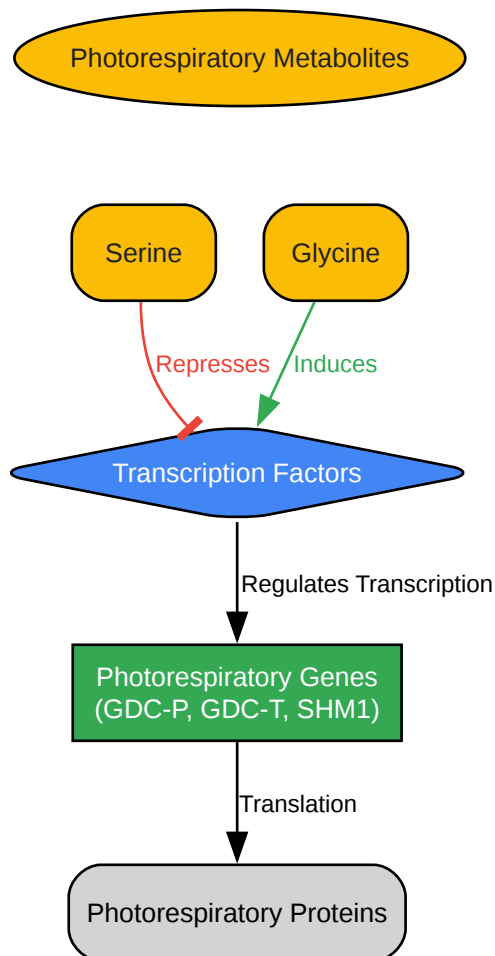 Photorespiratory Metabolites
Serine
Glycine
Represses
Induces
Transcription Factors
Regulates Transcription
Photorespiratory Genes
(GDC-P, GDC-T, SHM1)
Translation
Photorespiratory Proteins